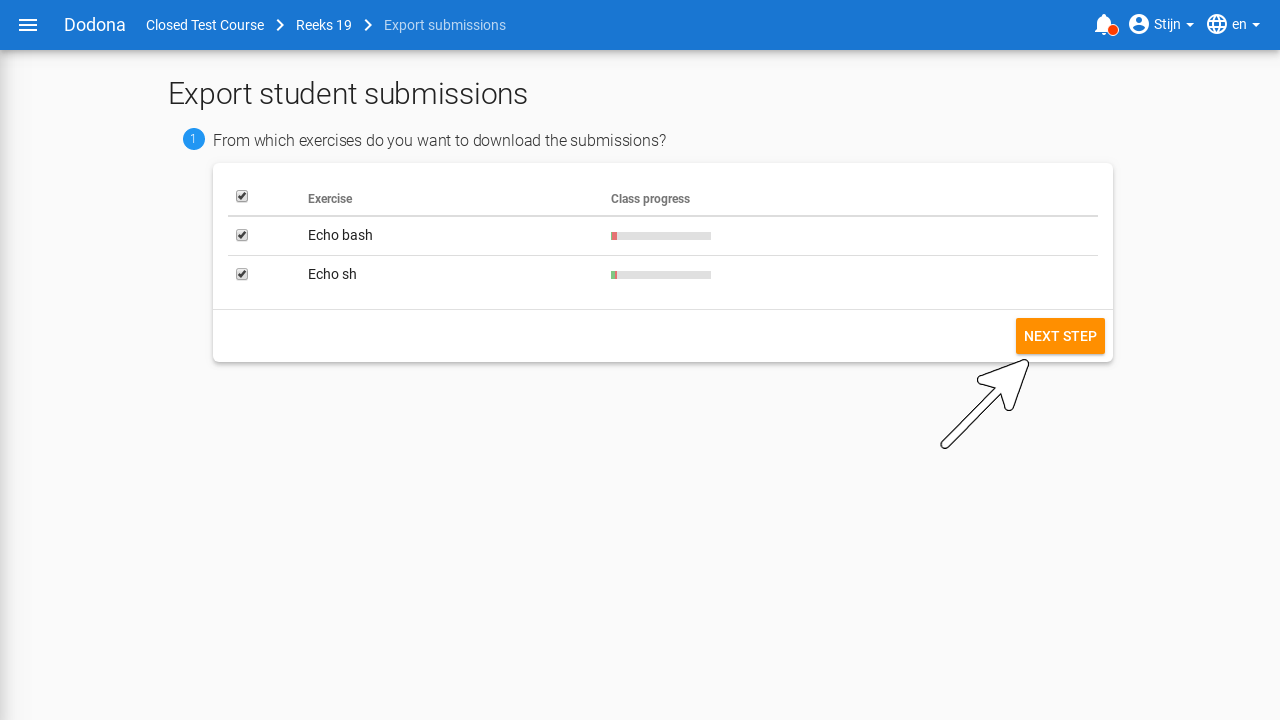 Dodona Closed Test Course Reeks 19 Export submissions Stijn en
Export student submissions
1 From which exercises do you want to download the submissions?
Exercise Class progress
Echo bash
Echo sh
NEXT STEP